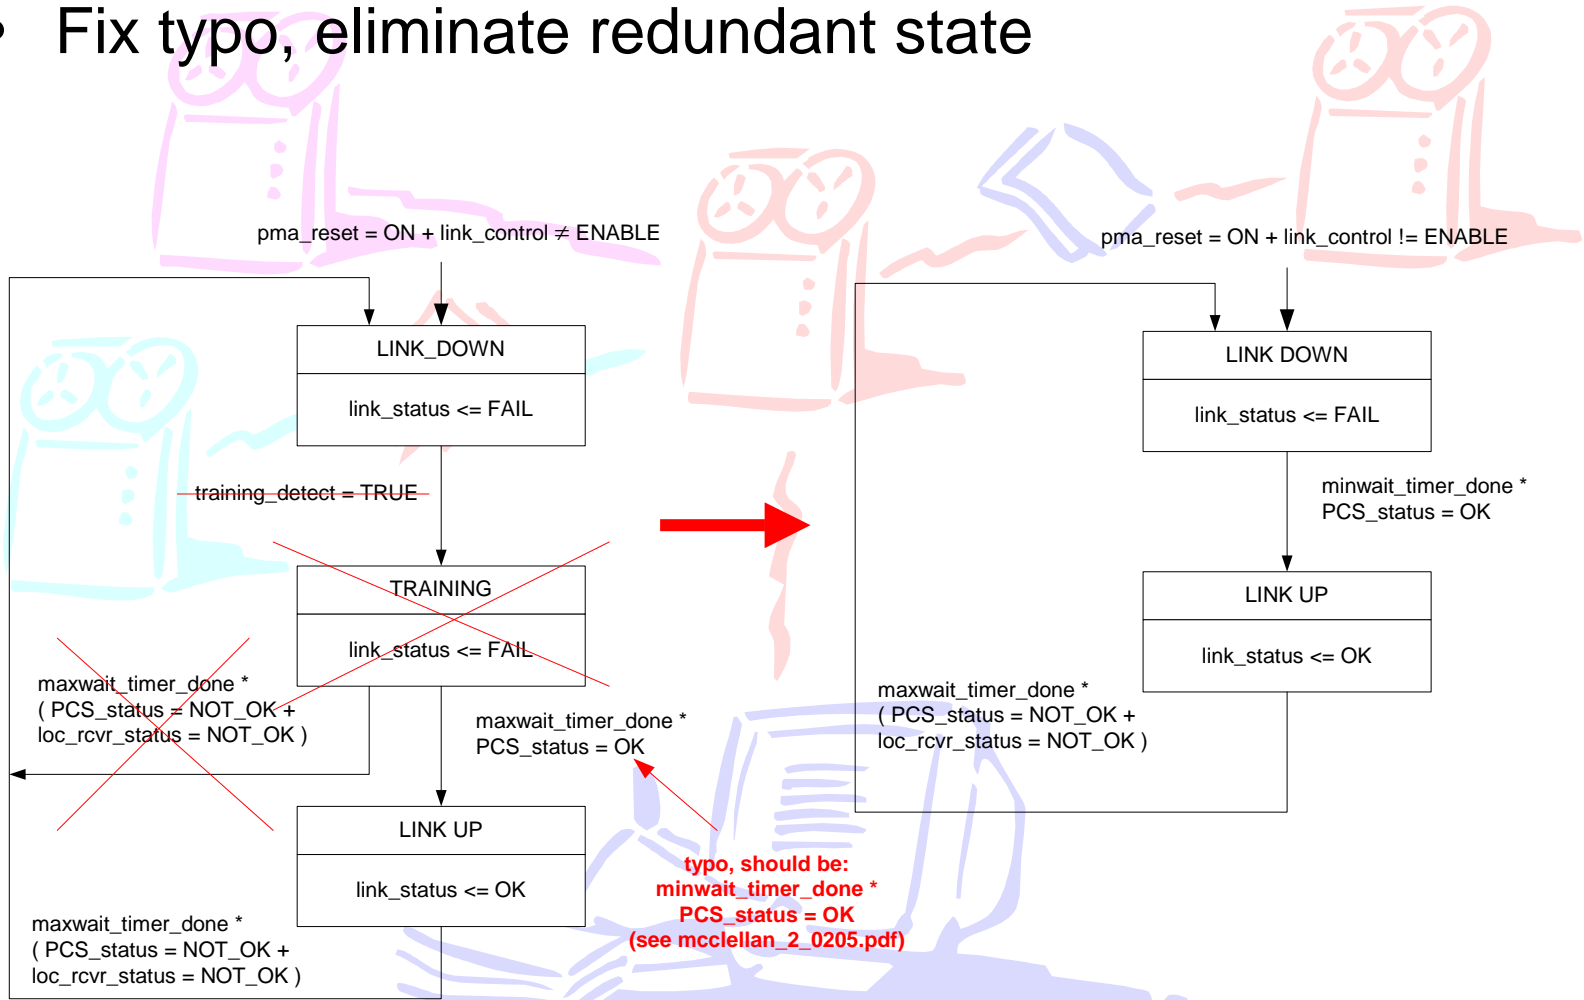 • Fix typo, eliminate redundant state
pma_reset = ON + link_control ≠ ENABLE
LINK_DOWN
link_status <= FAIL
training_detect = TRUE
TRAINING
link_status <= FAIL
maxwait_timer_done *
( PCS_status = NOT_OK +
loc_rcvr_status = NOT_OK )
maxwait_timer_done *
PCS_status = OK
LINK UP
link_status <= OK
maxwait_timer_done *
( PCS_status = NOT_OK +
loc_rcvr_status = NOT_OK )
typo, should be:
minwait_timer_done *
PCS_status = OK
(see mcclellan_2_0205.pdf)
pma_reset = ON + link_control != ENABLE
LINK DOWN
link_status <= FAIL
minwait_timer_done *
PCS_status = OK
LINK UP
link_status <= OK
maxwait_timer_done *
( PCS_status = NOT_OK +
loc_rcvr_status = NOT_OK )